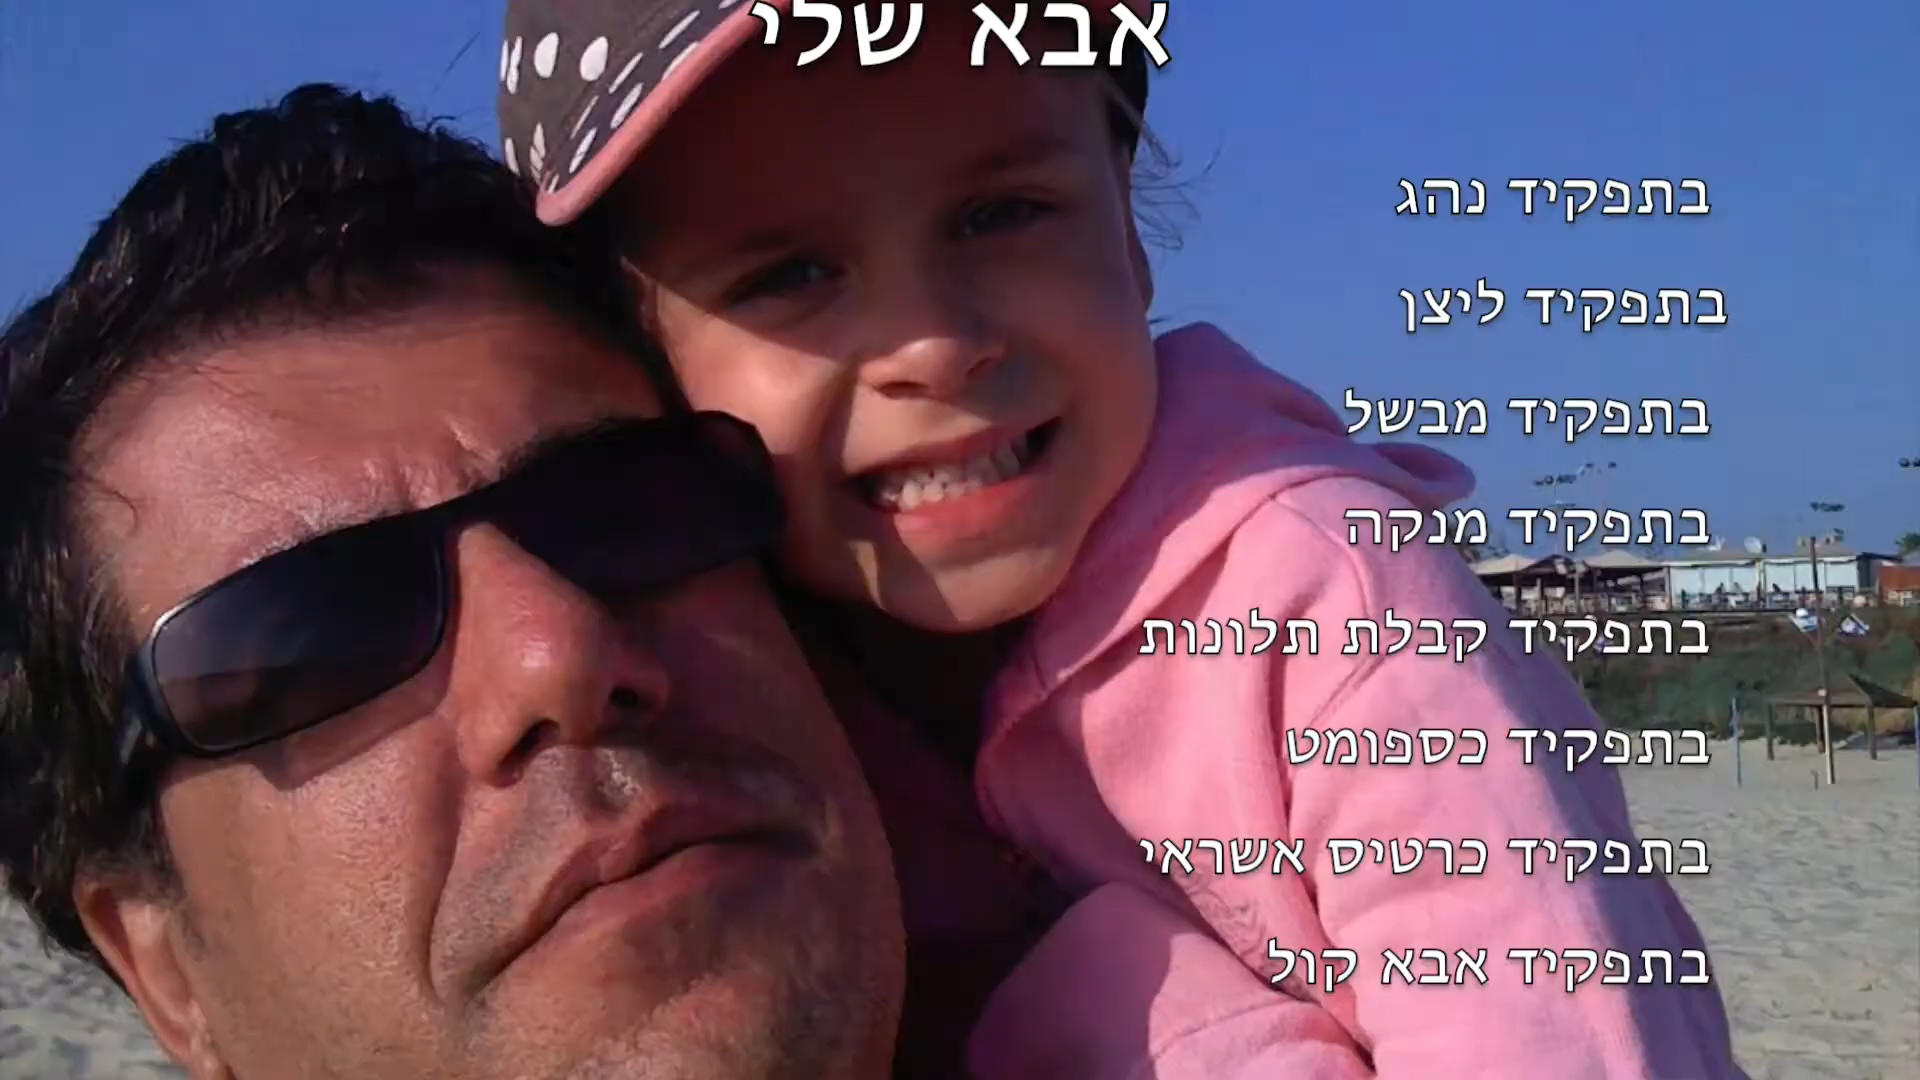 אבא שלי
בתפקיד נהג
בתפקיד ליצן
בתפקיד מבשל
בתפקיד מנקה
בתפקיד קבלת תלונות
בתפקיד כספומט
בתפקיד כרטיס אשראי
בתפקיד אבא קול